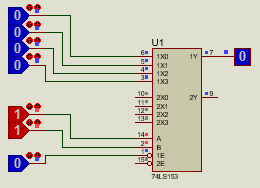 U1
0 6 1X0 1Y 7 0
0 5 1X1
0 4 1X2
0 3 1X3
10 2X0 2Y 9
11 2X1
12 2X2
13 2X3
1 14 A
1 2 B
0 1 1E
15 2E
74LS153